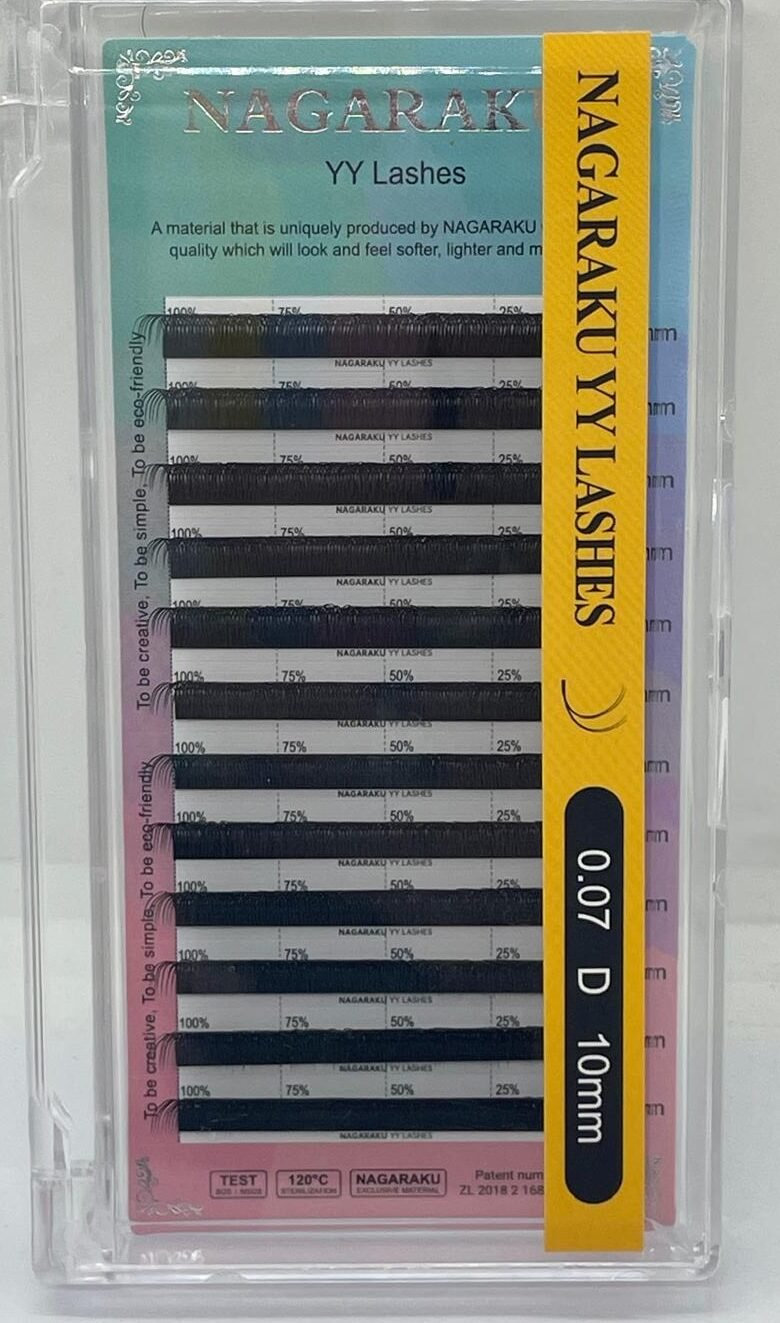 NAGARAKU
YY Lashes
A material that is uniquely produced by NAGARAKU
quality which will look and feel softer, lighter and
100% 75% 50% 25%
NAGARAKU YY LASHES
100% 75% 50% 25% mm
NAGARAKU YY LASHES
100% 75% 50% 25% mm
NAGARAKU YY LASHES
100% 75% 50% 25% mm
NAGARAKU YY LASHES
100% 75% 50% 25% mm
NAGARAKU YY LASHES
100% 75% 50% 25% mm
NAGARAKU YY LASHES
100% 75% 50% 25% mm
NAGARAKU YY LASHES
100% 75% 50% 25% mm
NAGARAKU YY LASHES
100% 75% 50% 25%
NAGARAKU YY LASHES
100% 75% 50% 25%
NAGARAKU YY LASHES
100% 75% 50% 25%
NAGARAKU YY LASHES
100% 75% 50% 25%
NAGARAKU YY LASHES
To be creative, To be simple, To be eco-friendly
To be creative, To be simple, To be eco-friendly
TEST
120°C
STERILIZATION
NAGARAKU
EXCLUSIVE MATERIAL
Patent
ZL 2018 2 168
NAGARAKU YY LASHES
0.07 D 10mm